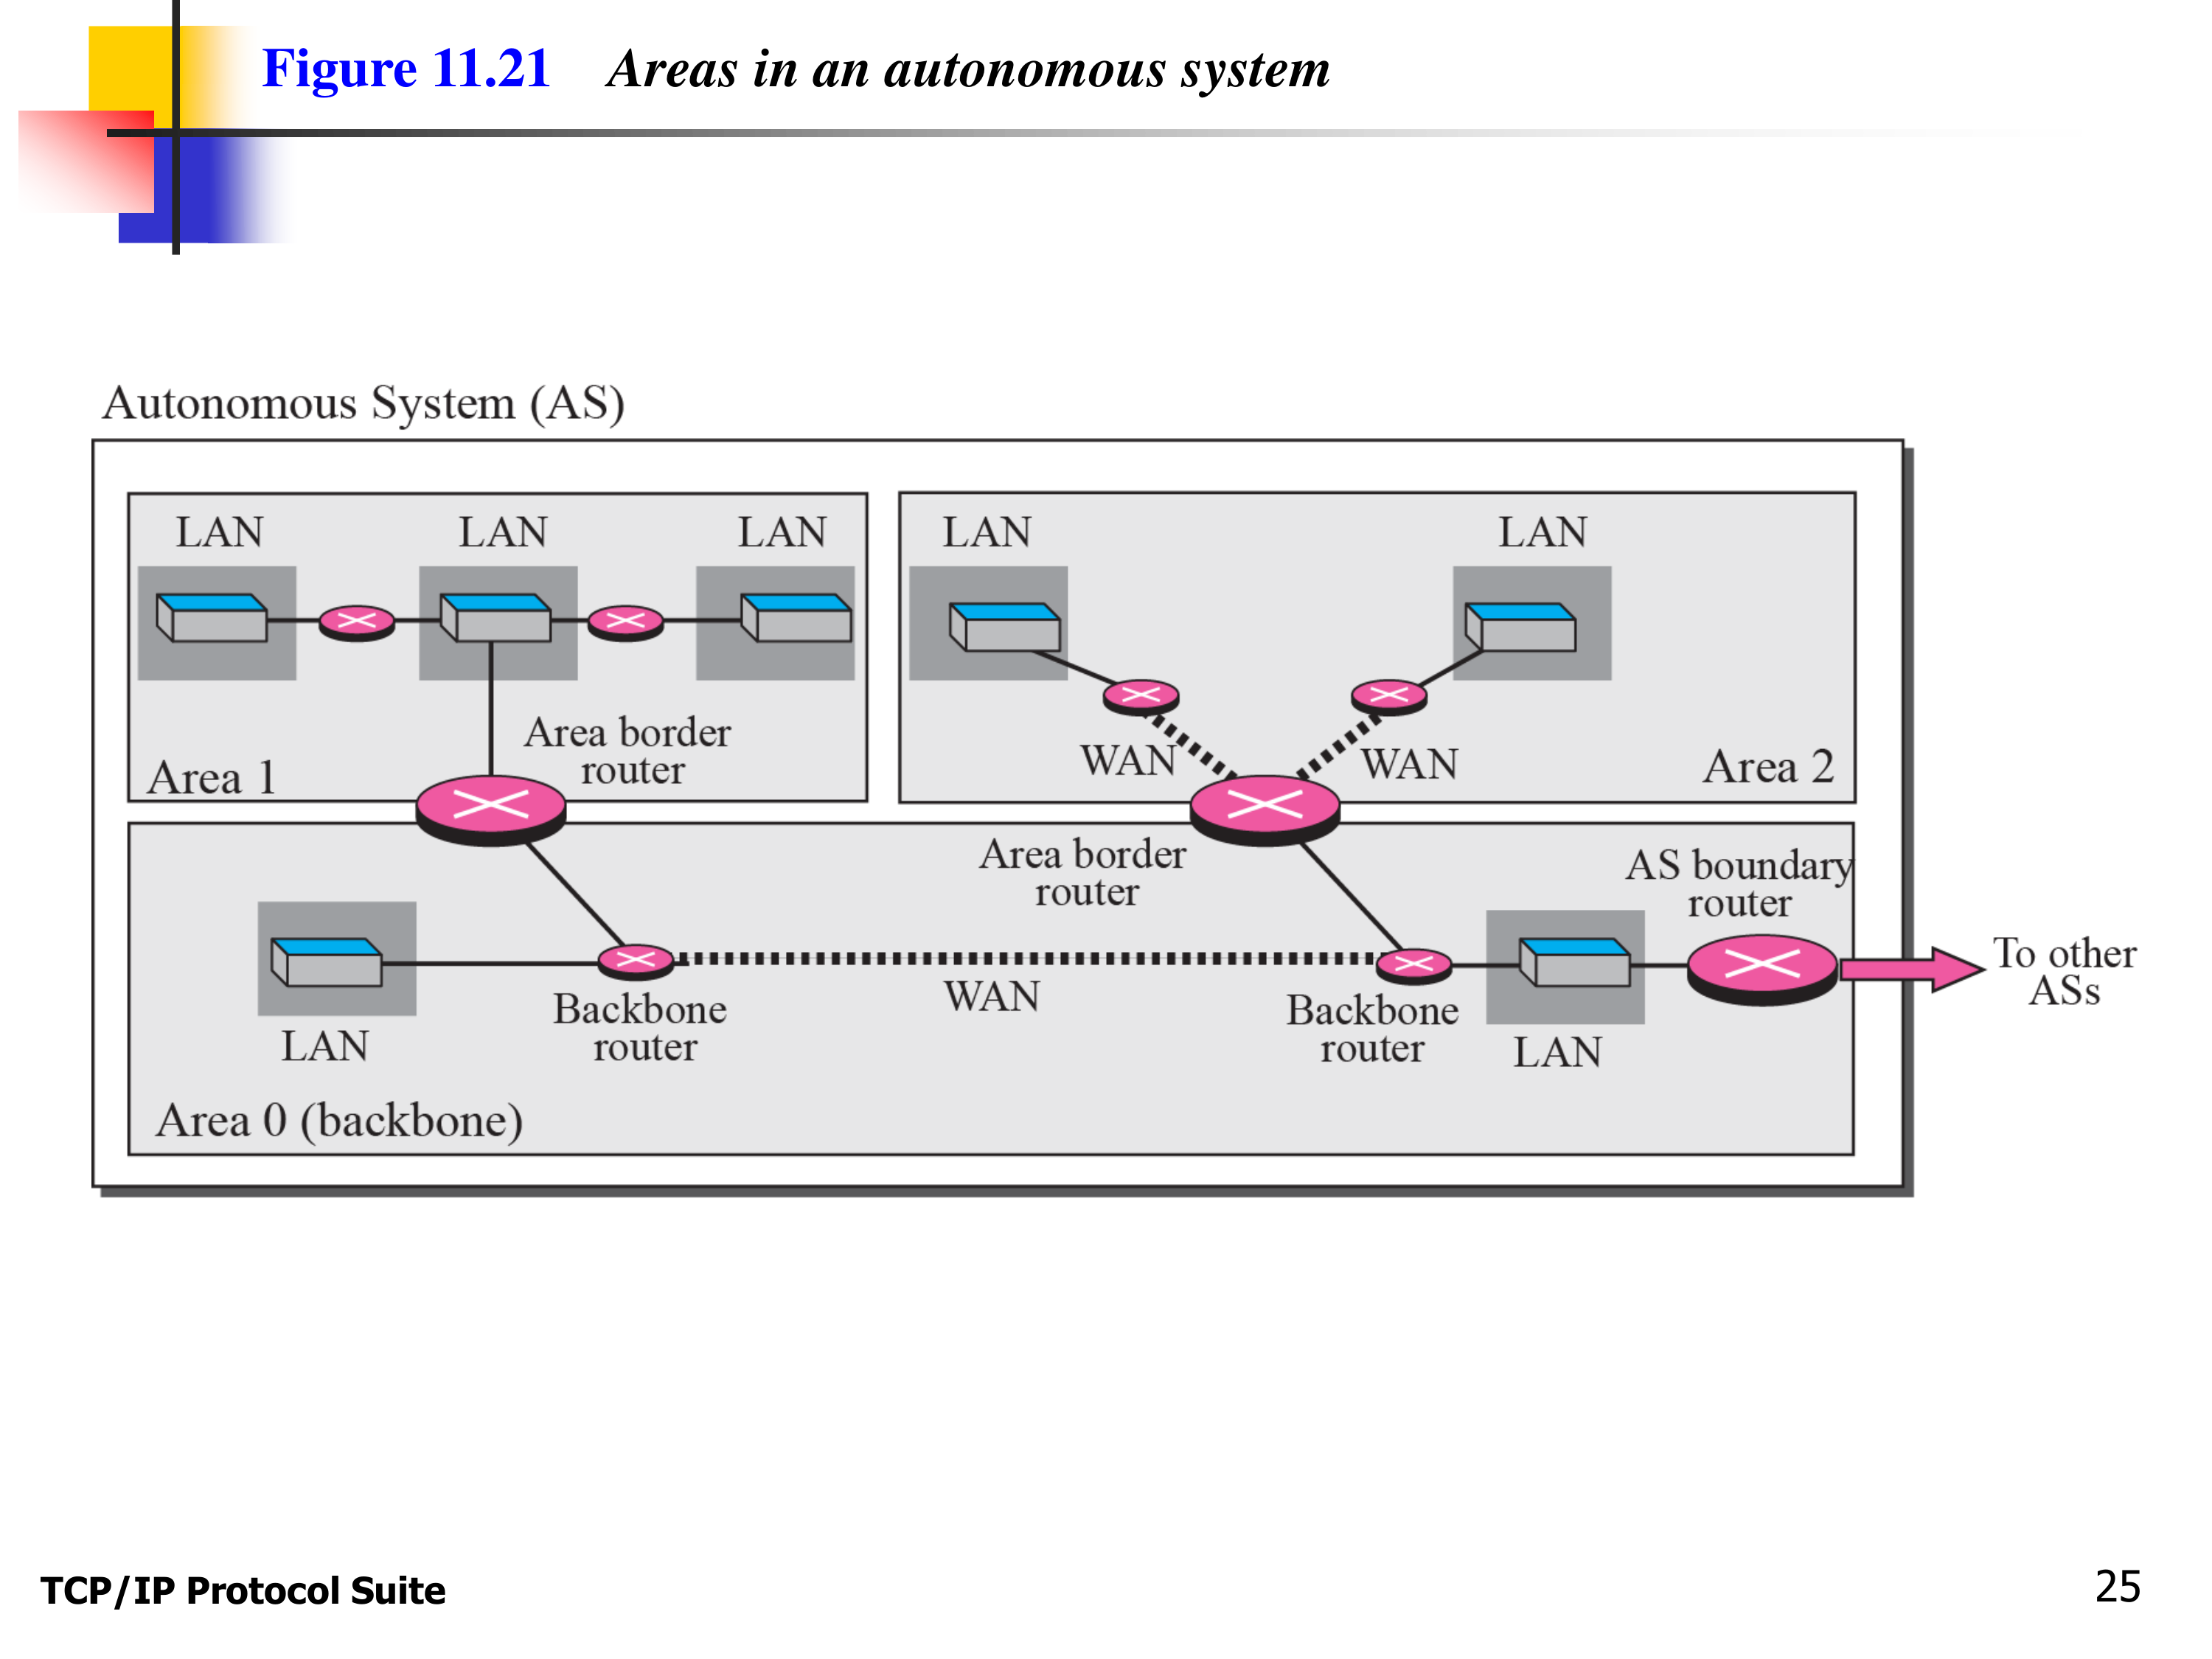 Figure 11.21 Areas in an autonomous system
Autonomous System (AS)
LAN LAN LAN
Area border
router
Area 1
LAN LAN
WAN WAN
Area 2
Area border
router
AS boundary
router
LAN
Backbone
router
WAN
Backbone
router
LAN
To other
ASs
Area 0 (backbone)
TCP/IP Protocol Suite
25